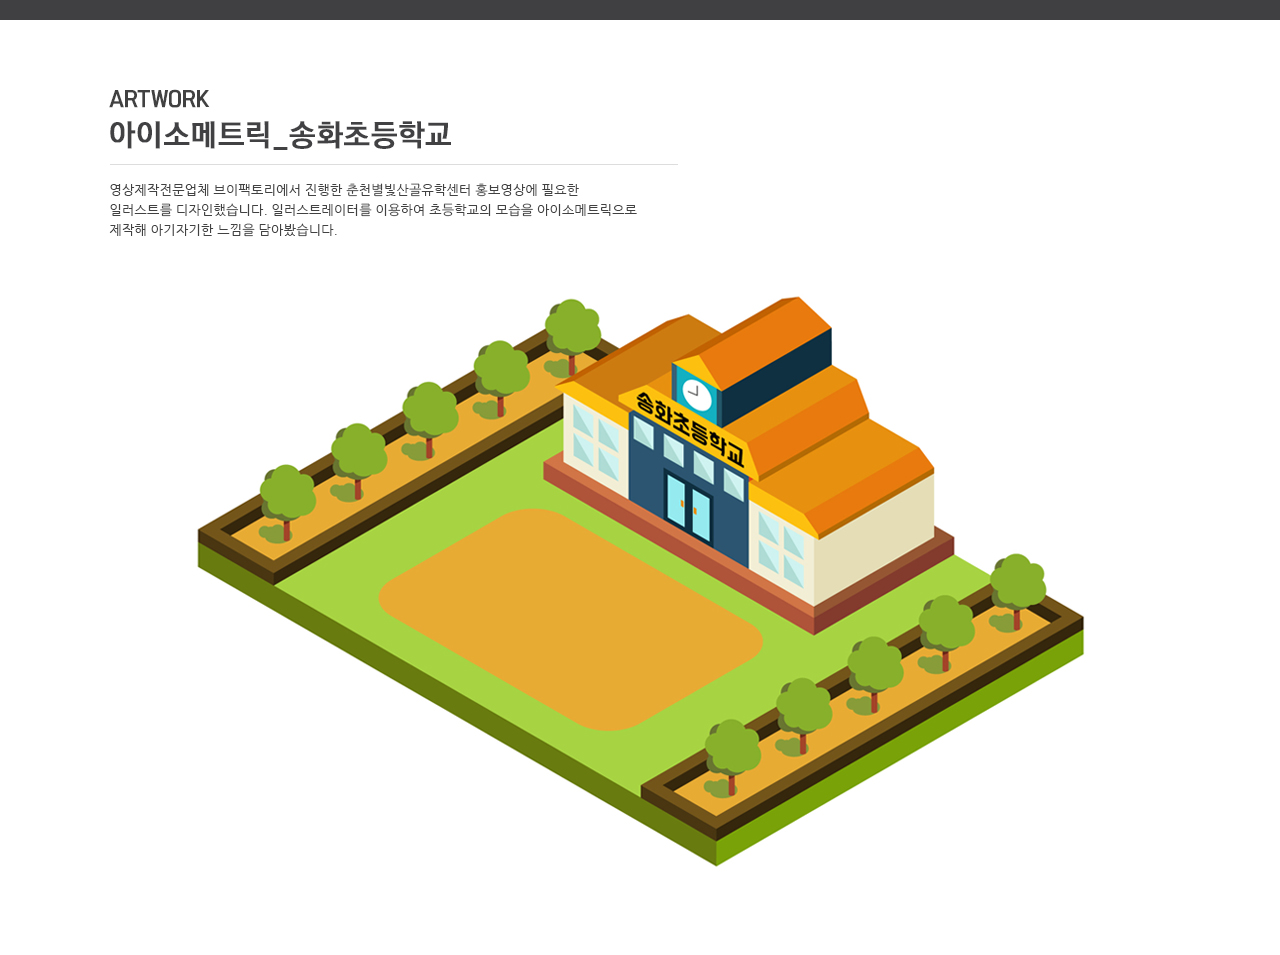 ARTWORK
아이소메트릭_송화초등학교
영상제작전문업체 브이팩토리에서 진행한 춘천별빛산골유학센터 홍보영상에 필요한
일러스트를 디자인했습니다. 일러스트레이터를 이용하여 초등학교의 모습을 아이소메트릭으로
제작해 아기자기한 느낌을 담아봤습니다.
송화초등학교